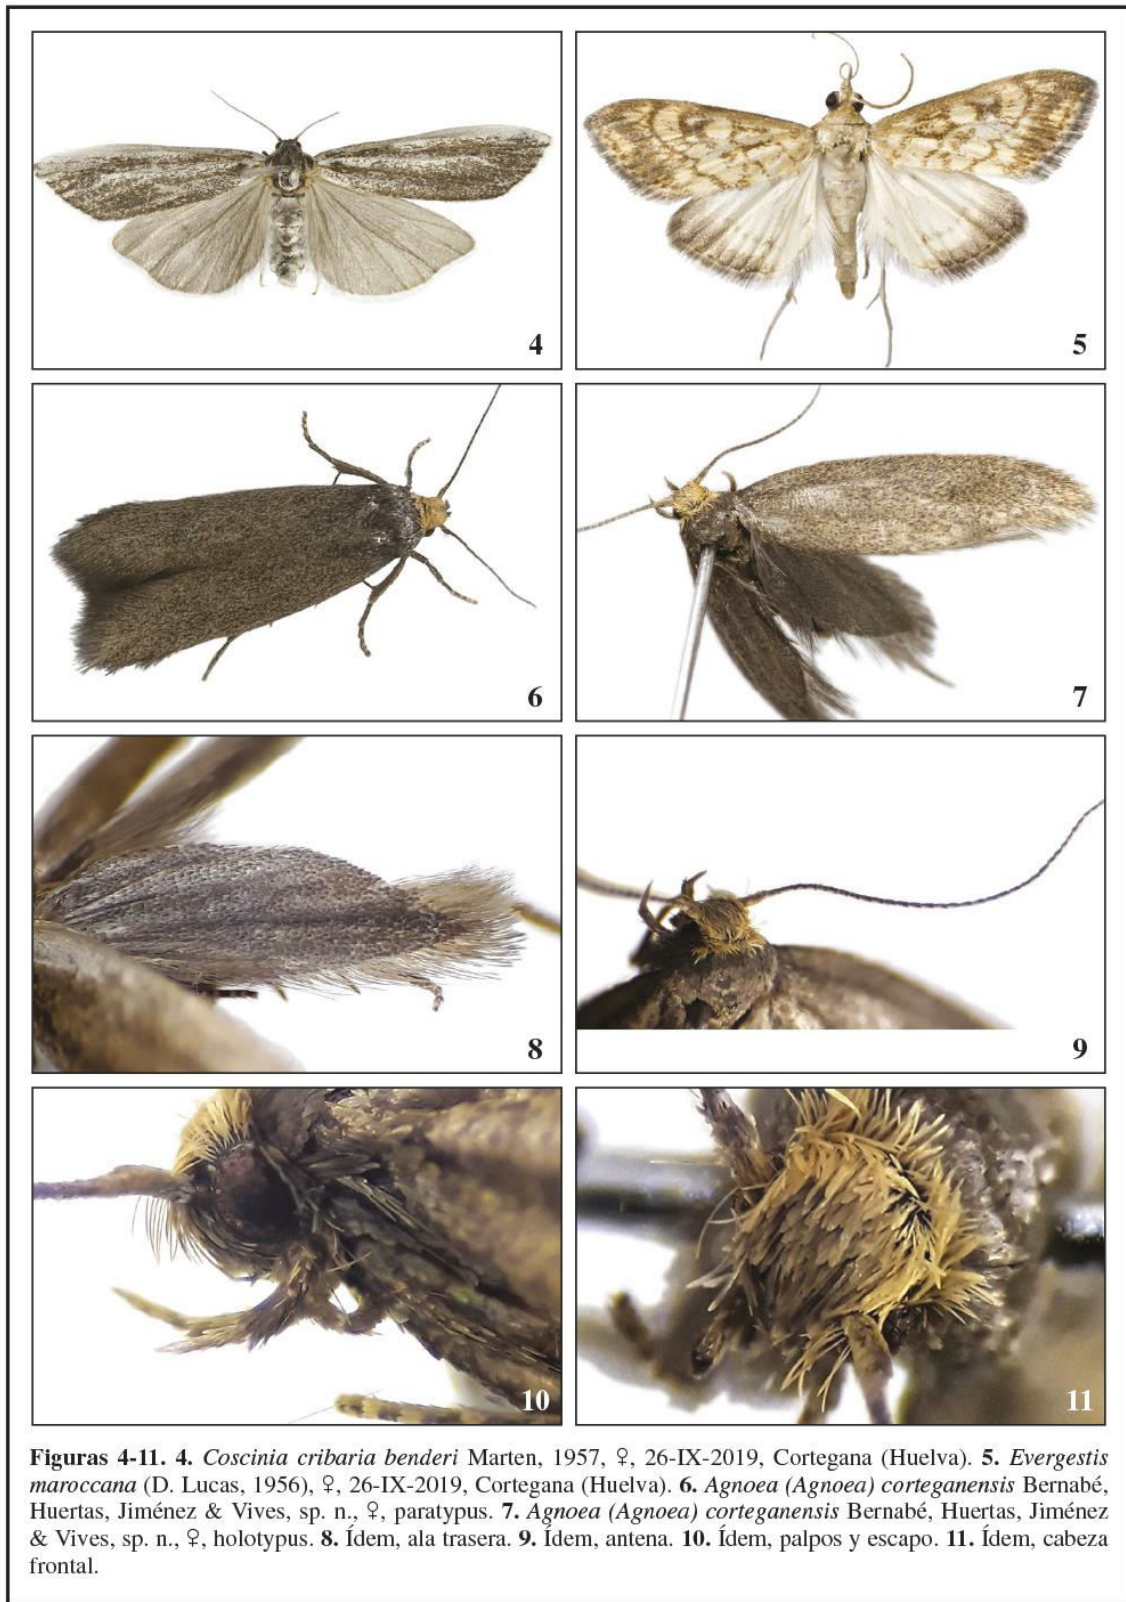 4
5
6
7
8
9
10
11
Figuras 4-11. 4. Coscinia cribaria benderi Marten, 1957, ♀, 26-IX-2019, Cortegana (Huelva). 5. Evergestis
maroccana (D. Lucas, 1956), ♀, 26-IX-2019, Cortegana (Huelva). 6. Agnoea (Agnoea) corteganensis Bernabé,
Huertas, Jiménez & Vives, sp. n., ♀, paratypus. 7. Agnoea (Agnoea) corteganensis Bernabé, Huertas, Jiménez
& Vives, sp. n., ♀, holotypus. 8. Ídem, ala trasera. 9. Ídem, antena. 10. Ídem, palpos y escapo. 11. Ídem, cabeza
frontal.